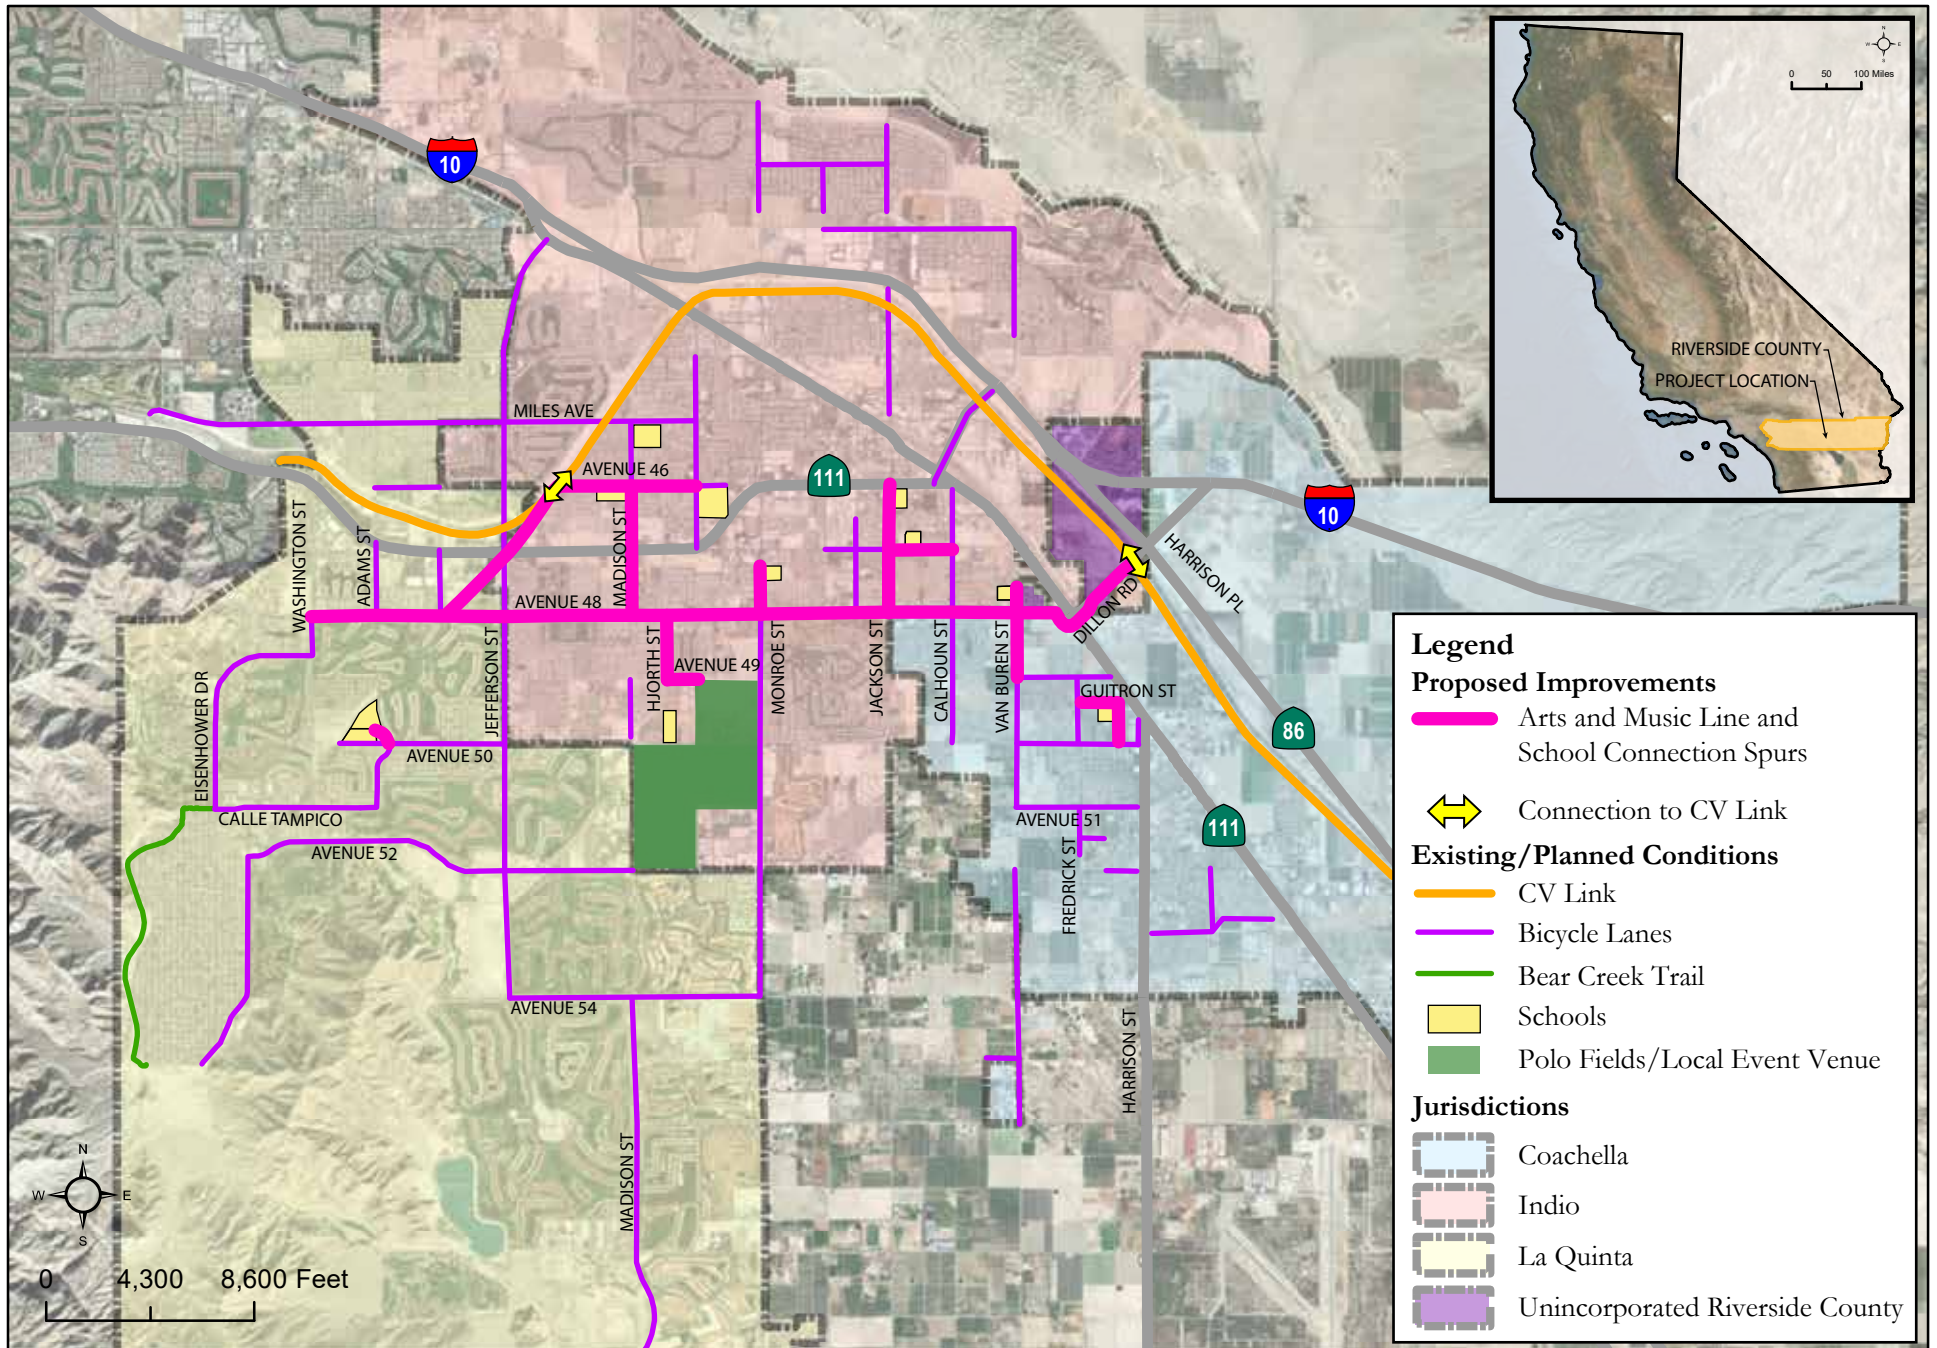 10
MILES AVE
AVENUE 46
111
10
WASHINGTON ST
ADAMS ST
MADISON ST
AVENUE 48
HARRISON PL
DILLON RD
JEFFERSON ST
HJORTH ST
AVENUE 49
MONROE ST
JACKSON ST
CALHOUN ST
VAN BUREN ST
GUITRON ST
EISENHOWER DR
AVENUE 50
86
CALLE TAMPICO
AVENUE 51
111
AVENUE 52
FREDRICK ST
AVENUE 54
HARRISON ST
MADISON ST
N
W
E
S
0 4,300 8,600 Feet
N
W
E
S
0 50 100 Miles
RIVERSIDE COUNTY
PROJECT LOCATION
Legend
Proposed Improvements
Arts and Music Line and
School Connection Spurs
Connection to CV Link
Existing/Planned Conditions
CV Link
Bicycle Lanes
Bear Creek Trail
Schools
Polo Fields/Local Event Venue
Jurisdictions
Coachella
Indio
La Quinta
Unincorporated Riverside County